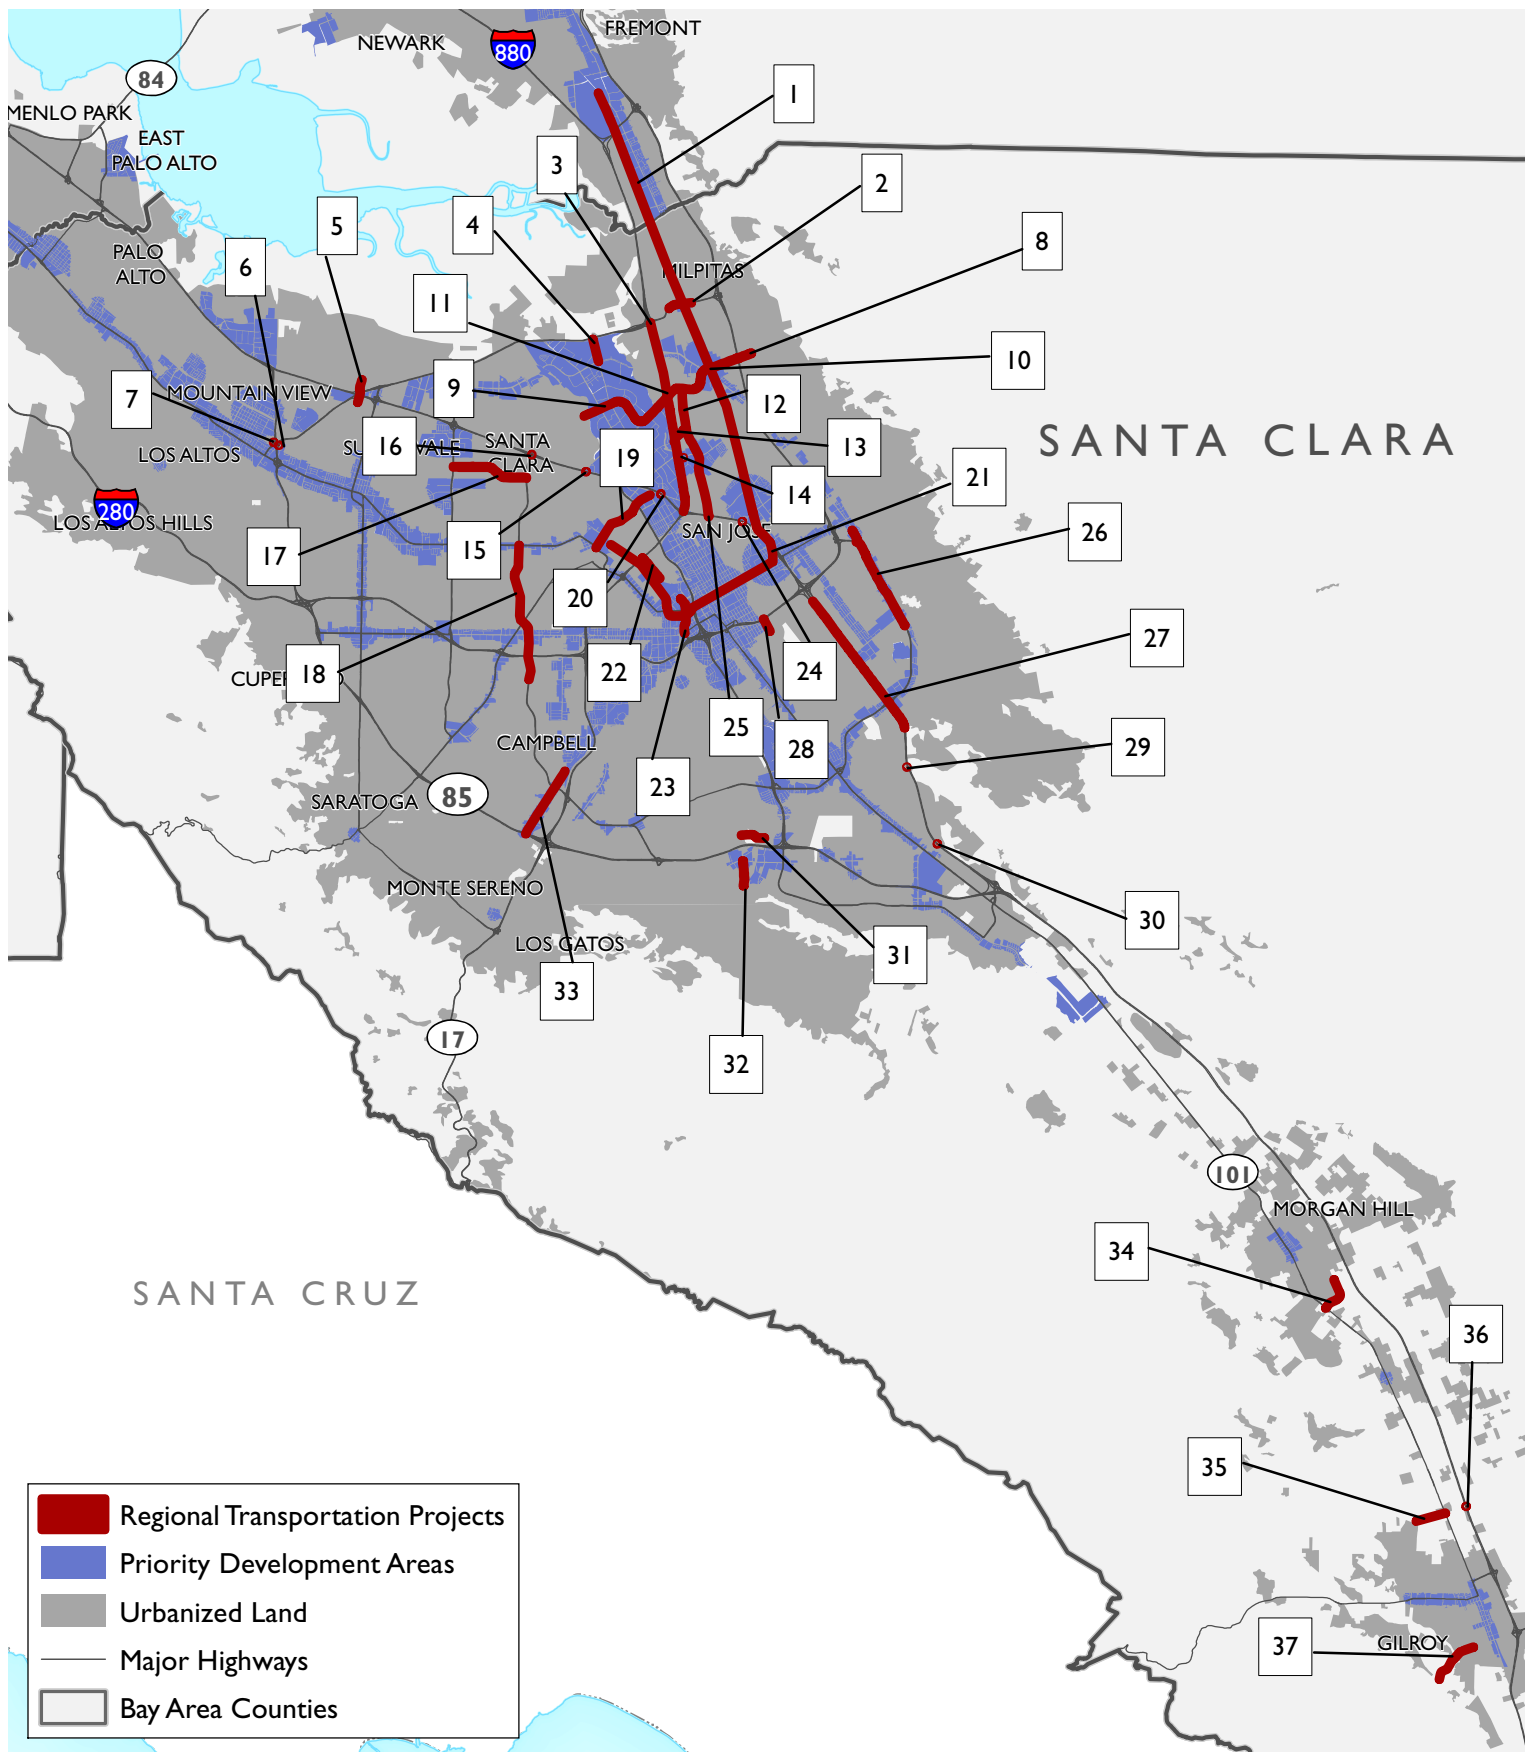 FREMONT
NEWARK
880
84
1
MENLO PARK
EAST
PALO ALTO
3
2
5
4
8
PALO
ALTO
6
MILPITAS
11
10
9
7
MOUNTAIN VIEW
12
SANTA CLARA
16
SU
VALE
SANTA
CLARA
19
13
LOS ALTOS
21
14
280
LOS ALTOS HILLS
SAN JOSE
26
17
15
20
27
CUPE
18
22
24
25
28
29
CAMPBELL
23
SARATOGA
85
MONTE SERENO
30
LOS GATOS
31
33
17
32
101
MORGAN HILL
34
SANTA CRUZ
36
35
Regional Transportation Projects
Priority Development Areas
Urbanized Land
Major Highways
Bay Area Counties
37
GILROY